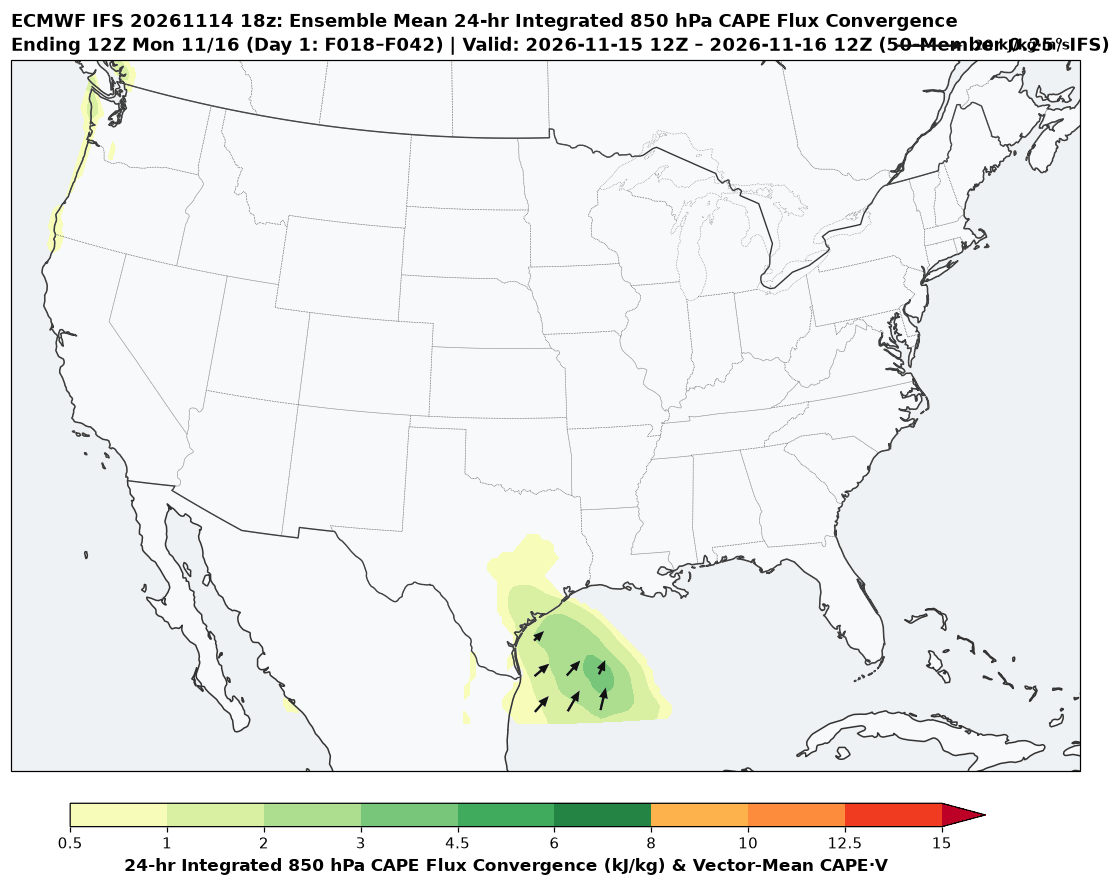 ECMWF IFS 20261114 18z: Ensemble Mean 24-hr Integrated 850 hPa CAPE Flux Convergence
Ending 12Z Mon 11/16 (Day 1: F018–F042) | Valid: 2026-11-15 12Z – 2026-11-16 12Z (50-Member 0.25° IFS)
0.5 1 2 3 4.5 6 8 10 12.5 15
24-hr Integrated 850 hPa CAPE Flux Convergence (kJ/kg) & Vector-Mean CAPE·V